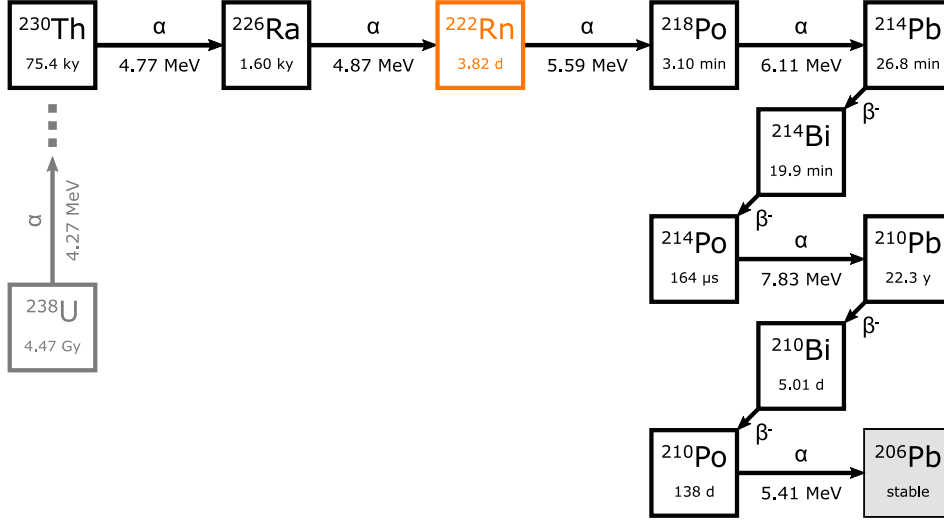 ²³⁰Th ²²⁶Ra ²²²Rn ²¹⁸Po ²¹⁴Pb
α α α α
75.4 ky 1.60 ky 3.82 d 3.10 min 26.8 min
4.77 MeV 4.87 MeV 5.59 MeV 6.11 MeV
β⁻
²¹⁴Bi
19.9 min
β⁻
α
4.27 MeV
²¹⁴Po α ²¹⁰Pb
164 µs 7.83 MeV 22.3 y
²³⁸U
4.47 Gy
β⁻
²¹⁰Bi
5.01 d
β⁻
²¹⁰Po α ²⁰⁶Pb
138 d 5.41 MeV stable